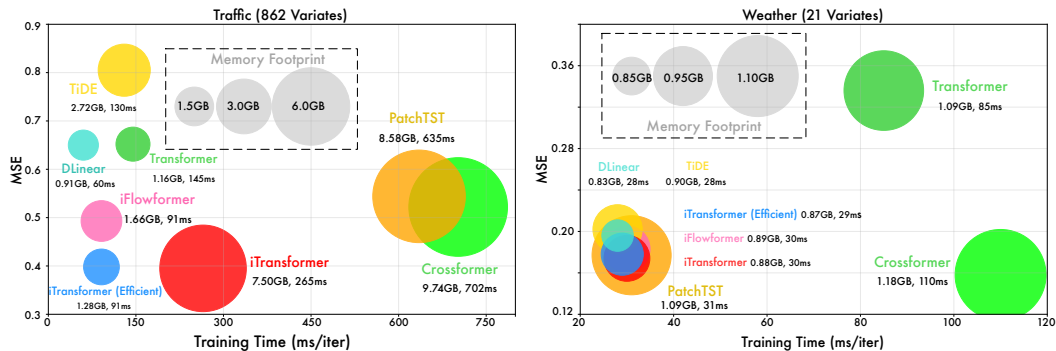 Traffic (862 Variates)
0.9
0.8
0.7
0.6
0.5
0.4
0.3
MSE
0
150
300
450
600
750
Training Time (ms/iter)
Memory Footprint
1.5GB
3.0GB
6.0GB
TiDE
2.72GB, 130ms
DLinear
0.91GB, 60ms
Transformer
1.16GB, 145ms
iFlowformer
1.66GB, 91ms
iTransformer (Efficient)
1.28GB, 91ms
iTransformer
7.50GB, 265ms
PatchTST
8.58GB, 635ms
Crossformer
9.74GB, 702ms
Weather (21 Variates)
0.36
0.28
0.20
0.12
MSE
20
40
60
80
100
120
Training Time (ms/iter)
0.85GB
0.95GB
1.10GB
Memory Footprint
Transformer
1.09GB, 85ms
DLinear
0.83GB, 28ms
TiDE
0.90GB, 28ms
iTransformer (Efficient) 0.87GB, 29ms
iFlowformer 0.89GB, 30ms
iTransformer 0.88GB, 30ms
PatchTST
1.09GB, 31ms
Crossformer
1.18GB, 110ms